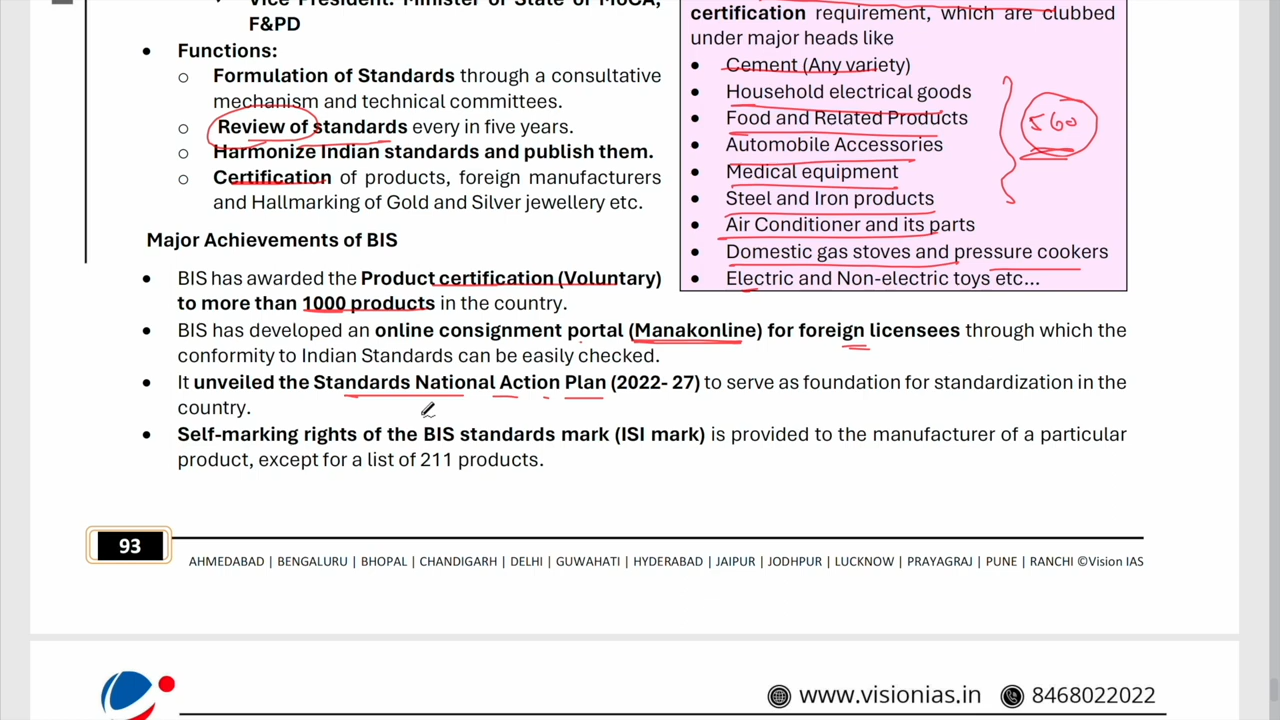 Vice President: Minister of State of MoCA,
F&PD
• Functions:
o Formulation of Standards through a consultative
mechanism and technical committees.
o Review of standards every in five years.
o Harmonize Indian standards and publish them.
o Certification of products, foreign manufacturers
and Hallmarking of Gold and Silver jewellery etc.
certification requirement, which are clubbed
under major heads like
• Cement (Any variety)
• Household electrical goods
• Food and Related Products
• Automobile Accessories
• Medical equipment
• Steel and Iron products
• Air Conditioner and its parts
• Domestic gas stoves and pressure cookers
• Electric and Non-electric toys etc...
560
Major Achievements of BIS
• BIS has awarded the Product certification (Voluntary)
to more than 1000 products in the country.
• BIS has developed an online consignment portal (Manakonline) for foreign licensees through which the
conformity to Indian Standards can be easily checked.
• It unveiled the Standards National Action Plan (2022- 27) to serve as foundation for standardization in the
country.
• Self-marking rights of the BIS standards mark (ISI mark) is provided to the manufacturer of a particular
product, except for a list of 211 products.
93
AHMEDABAD | BENGALURU | BHOPAL | CHANDIGARH | DELHI | GUWAHATI | HYDERABAD | JAIPUR | JODHPUR | LUCKNOW | PRAYAGRAJ | PUNE | RANCHI ©Vision IAS
www.visionias.in 8468022022